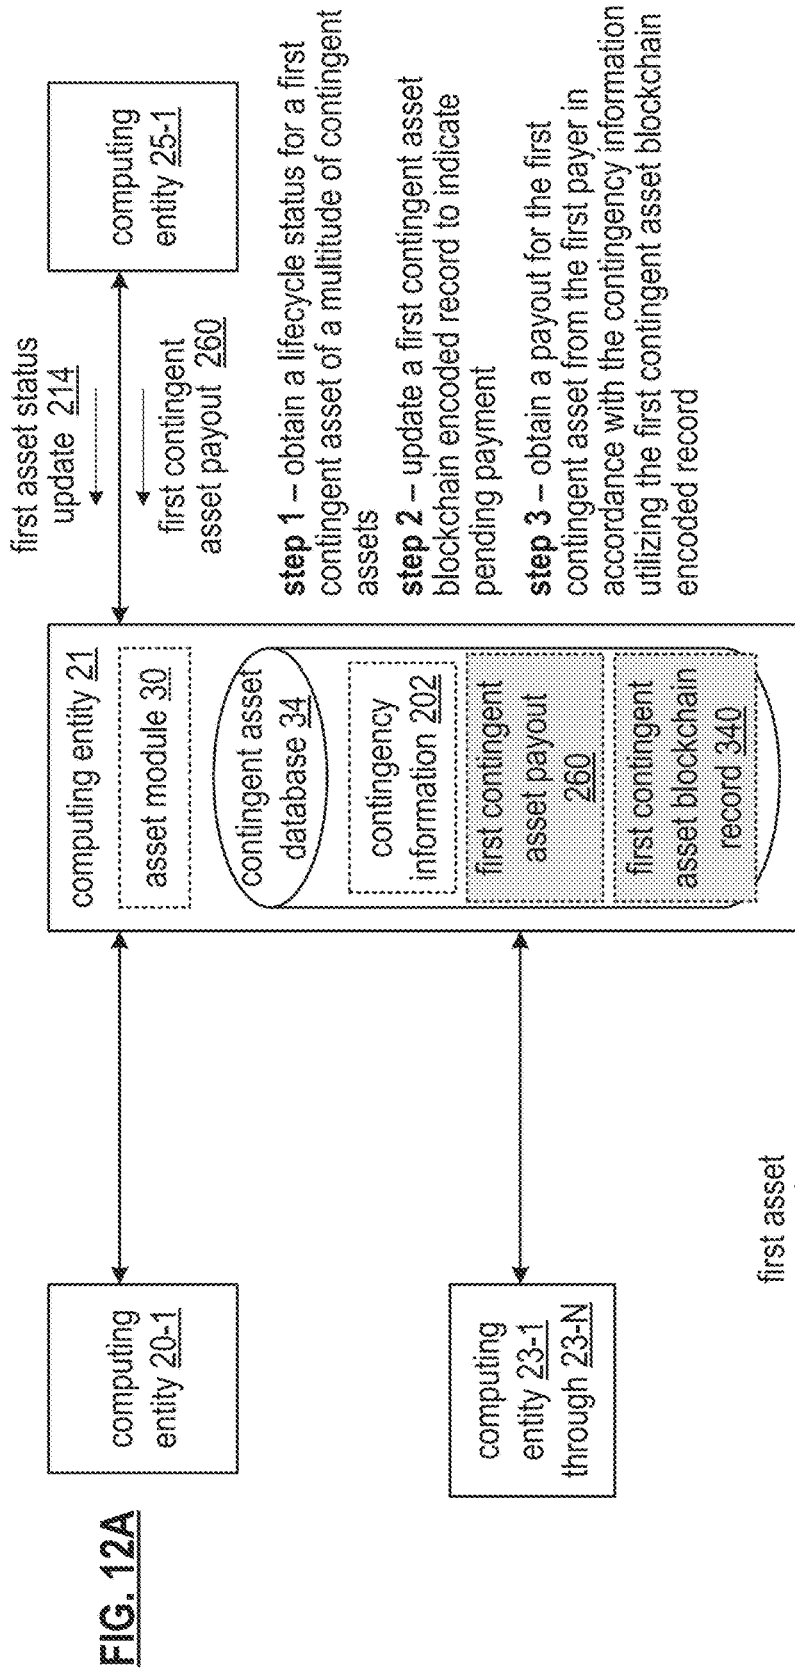 FIG. 12A
computing
entity 20-1
computing
entity 23-1
through 23-N
computing entity 21
asset module 30
contingent asset
database 34
contingency
information 202
first contingent
asset payout
260
first contingent
asset blockchain
record 340
first asset status
update 214
first contingent
asset payout 260
computing
entity 25-1
step 1 – obtain a lifecycle status for a first
contingent asset of a multitude of contingent
assets
step 2 – update a first contingent asset
blockchain encoded record to indicate
pending payment
step 3 – obtain a payout for the first
contingent asset from the first payer in
accordance with the contingency information
utilizing the first contingent asset blockchain
encoded record
first asset